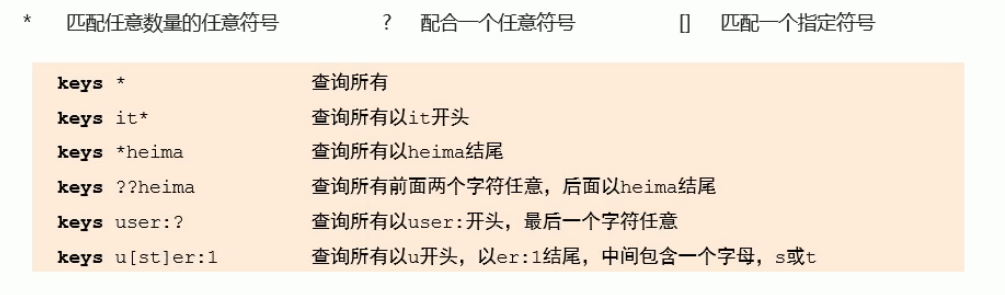 * 匹配任意数量的任意符号 ? 配合一个任意符号 [] 匹配一个指定符号
keys * 查询所有
keys it* 查询所有以it开头
keys *heima 查询所有以heima结尾
keys ??heima 查询所有前面两个字符任意，后面以heima结尾
keys user:? 查询所有以user:开头，最后一个字符任意
keys u[st]er:1 查询所有以u开头，以er:1结尾，中间包含一个字母，s或t